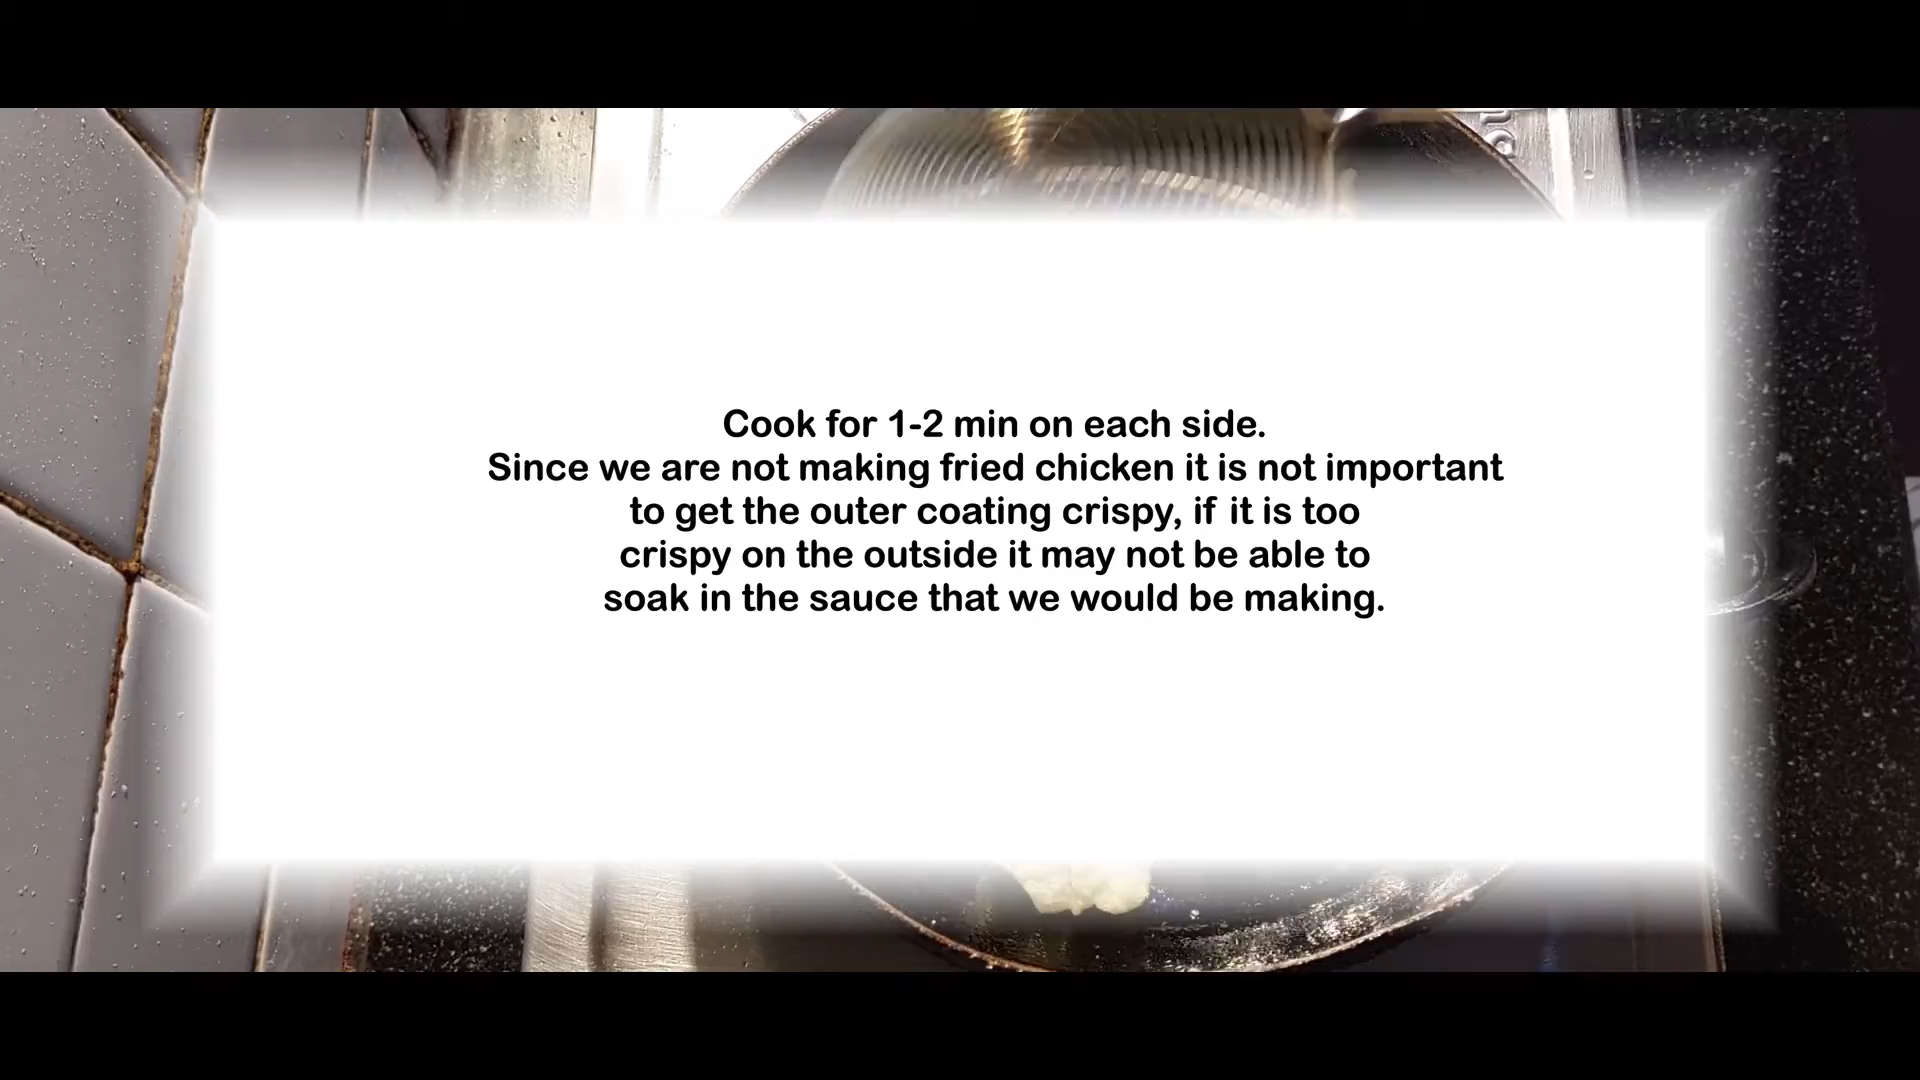 Cook for 1-2 min on each side.
Since we are not making fried chicken it is not important
to get the outer coating crispy, if it is too
crispy on the outside it may not be able to
soak in the sauce that we would be making.